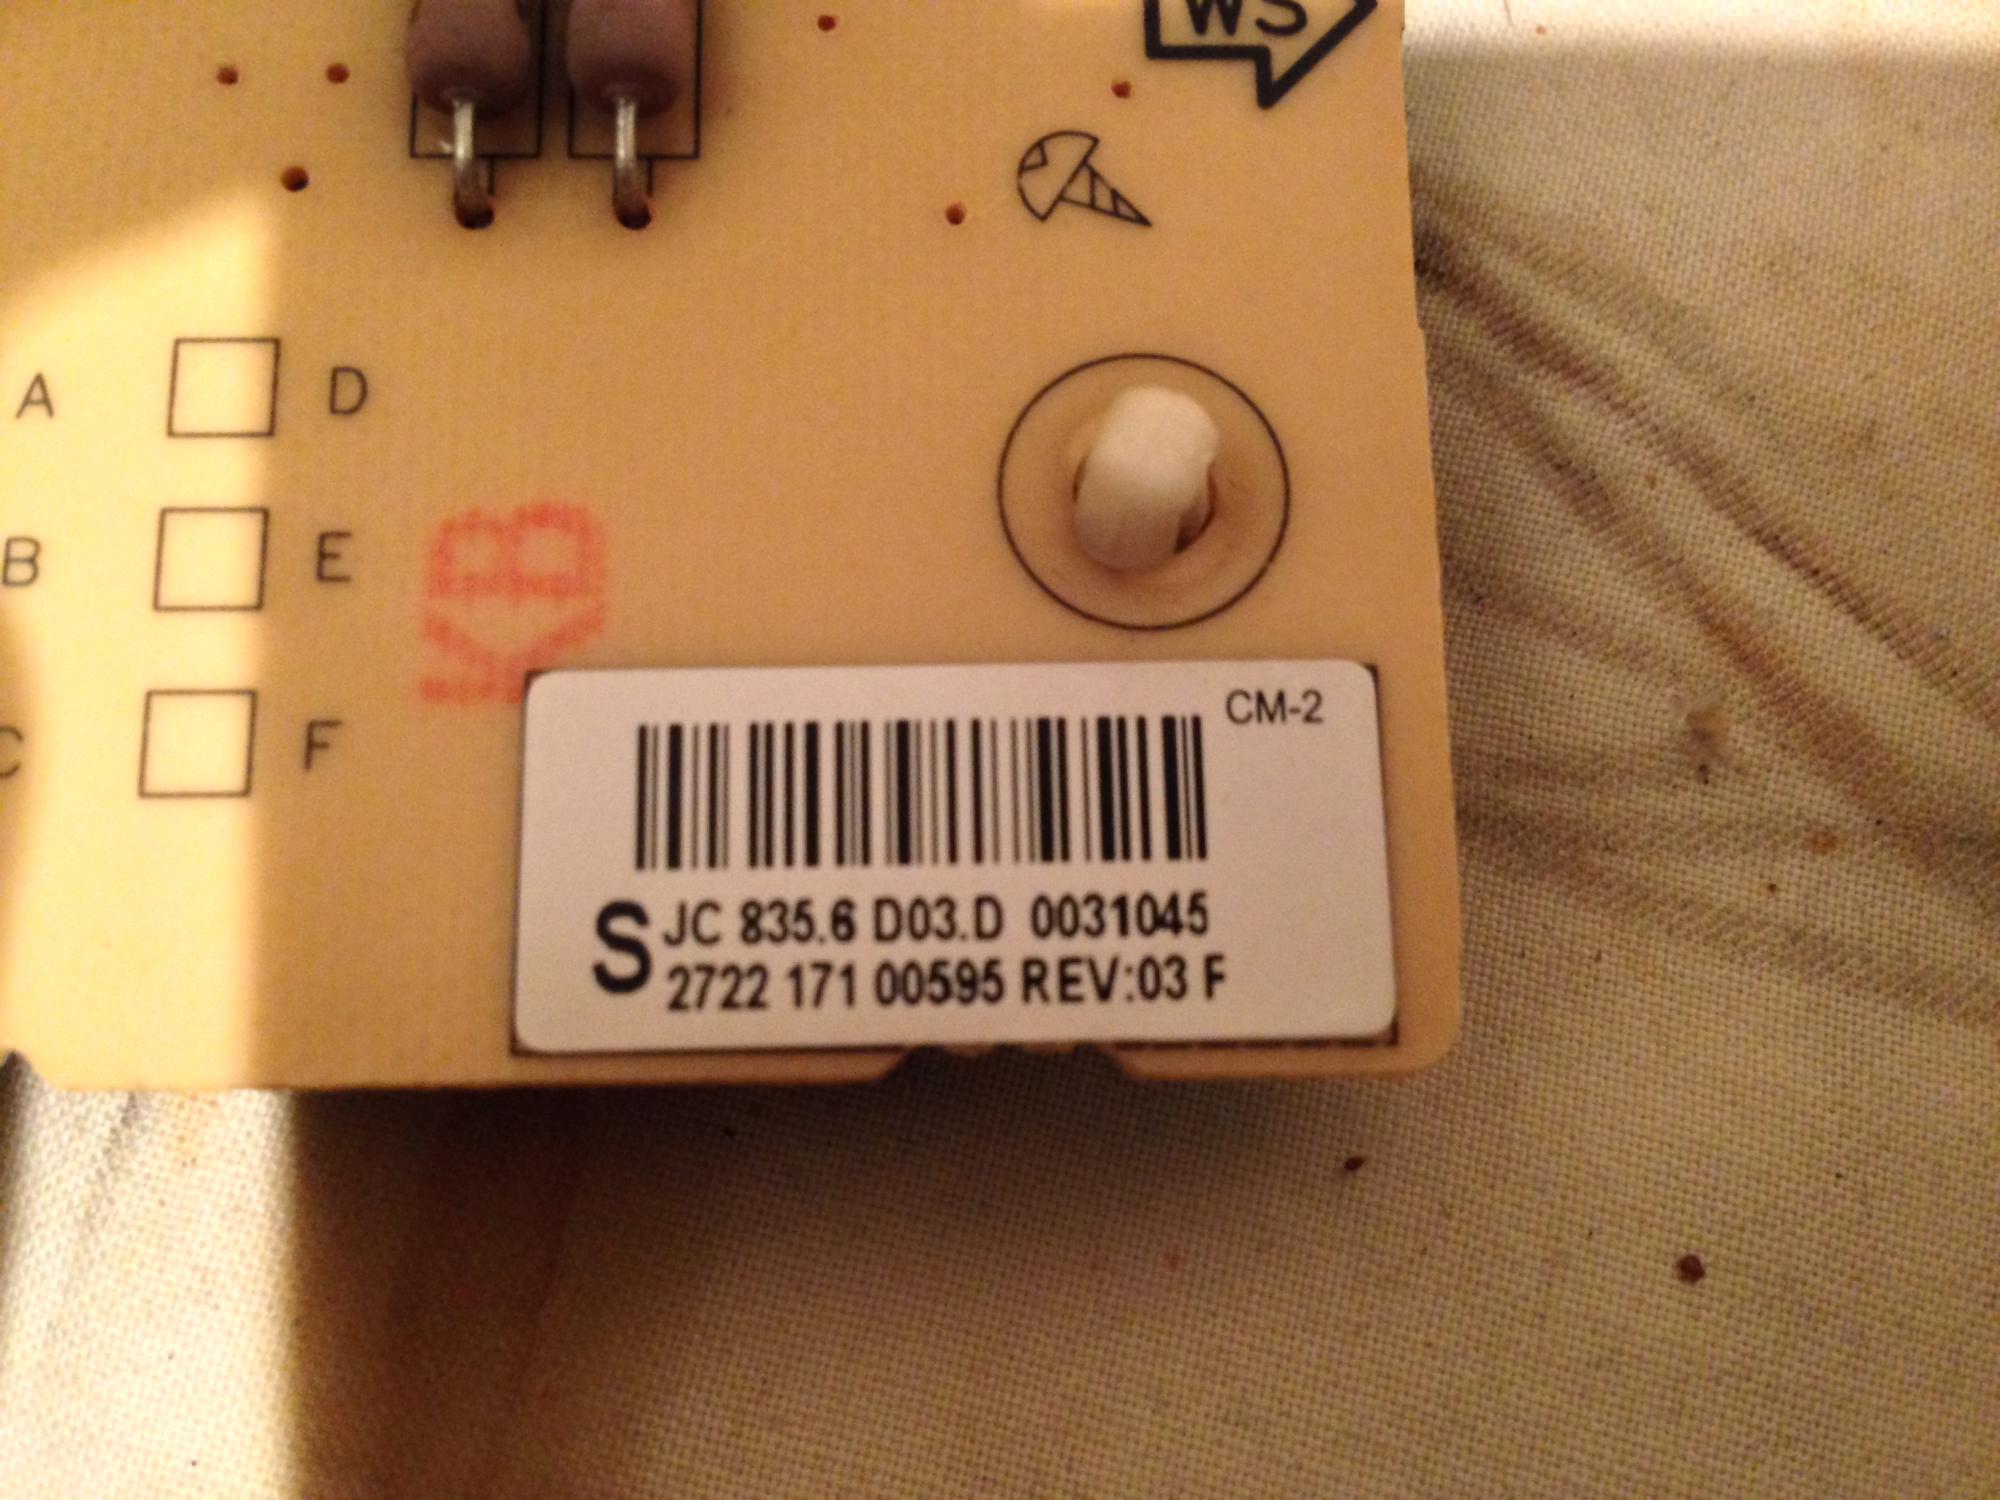 WS
A D
B E
KB
C F
CM-2
S JC 835.6 D03.D 0031045
2722 171 00595 REV:03 F